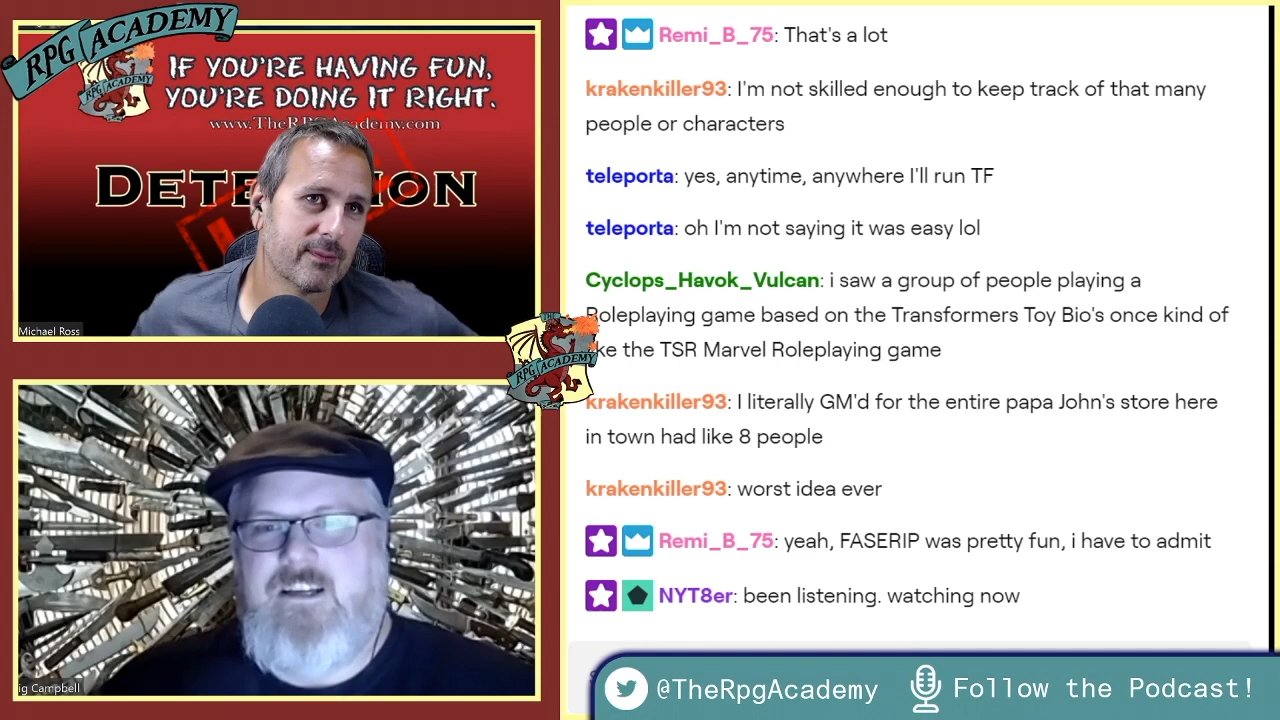 RPG ACADEMY
RPG ACADEMY
IF YOU'RE HAVING FUN,
YOU'RE DOING IT RIGHT.
www.TheRPGAcademy.com
Michael Ross
ig Campbell
THE
RPG ACADEMY
Remi_B_75: That's a lot
krakenkiller93: I'm not skilled enough to keep track of that many
people or characters
teleporta: yes, anytime, anywhere I'll run TF
teleporta: oh I'm not saying it was easy lol
Cyclops_Havok_Vulcan: i saw a group of people playing a
Roleplaying game based on the Transformers Toy Bio's once kind of
ke the TSR Marvel Roleplaying game
krakenkiller93: I literally GM'd for the entire papa John's store here
in town had like 8 people
krakenkiller93: worst idea ever
Remi_B_75: yeah, FASERIP was pretty fun, i have to admit
NYT8er: been listening. watching now
@TheRpgAcademy
Follow the Podcast!